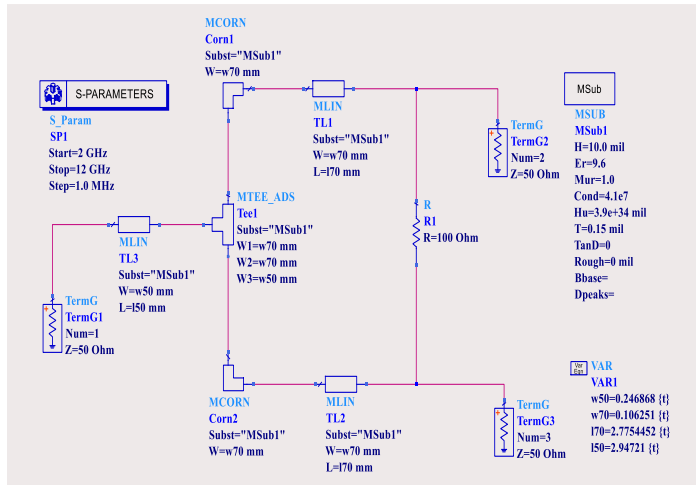 MCORN
Corn1
Subst="MSub1"
W=w70 mm
S-PARAMETERS
S_Param
SP1
Start=2 GHz
Stop=12 GHz
Step=1.0 MHz
MLIN
TL1
Subst="MSub1"
W=w70 mm
L=l70 mm
TermG
TermG2
Num=2
Z=50 Ohm
MSub
MSUB
MSub1
H=10.0 mil
Er=9.6
Mur=1.0
Cond=4.1e7
Hu=3.9e+34 mil
T=0.15 mil
TanD=0
Rough=0 mil
Bbase=
Dpeaks=
MTEE_ADS
Tee1
Subst="MSub1"
W1=w70 mm
W2=w70 mm
W3=w50 mm
R
R1
R=100 Ohm
MLIN
TL3
Subst="MSub1"
W=w50 mm
L=l50 mm
TermG
TermG1
Num=1
Z=50 Ohm
MCORN
Corn2
Subst="MSub1"
W=w70 mm
MLIN
TL2
Subst="MSub1"
W=w70 mm
L=l70 mm
TermG
TermG3
Num=3
Z=50 Ohm
Var
Eqn
VAR
VAR1
w50=0.246868 {t}
w70=0.106251 {t}
l70=2.7754452 {t}
l50=2.94721 {t}